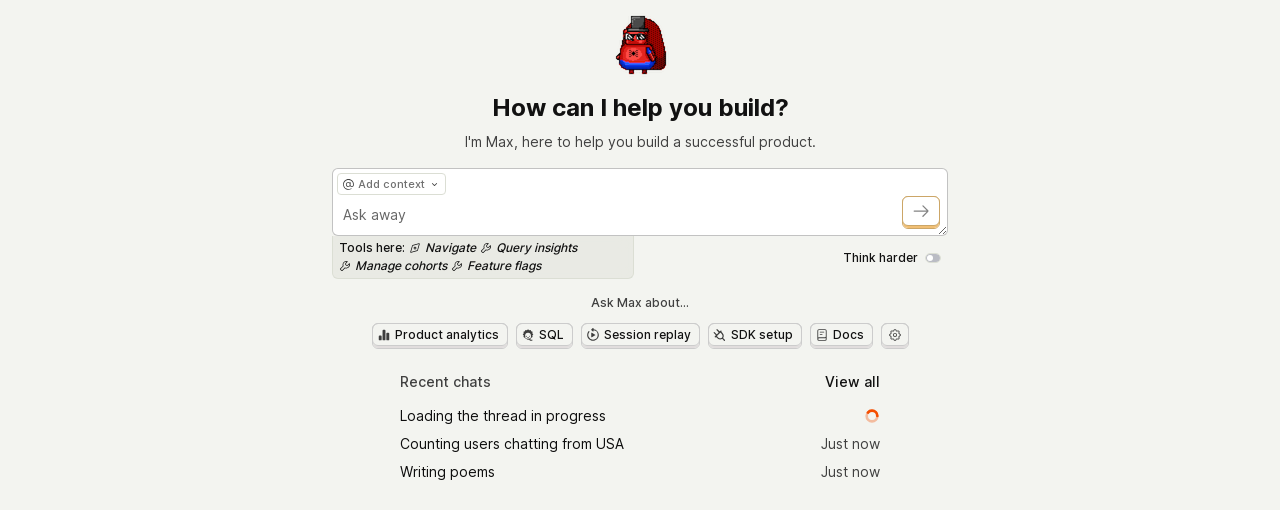 How can I help you build?
I'm Max, here to help you build a successful product.
Add context
Ask away
Tools here: Navigate Query insights
Manage cohorts Feature flags
Think harder
Ask Max about...
Product analytics SQL Session replay SDK setup Docs
Recent chats View all
Loading the thread in progress
Counting users chatting from USA Just now
Writing poems Just now